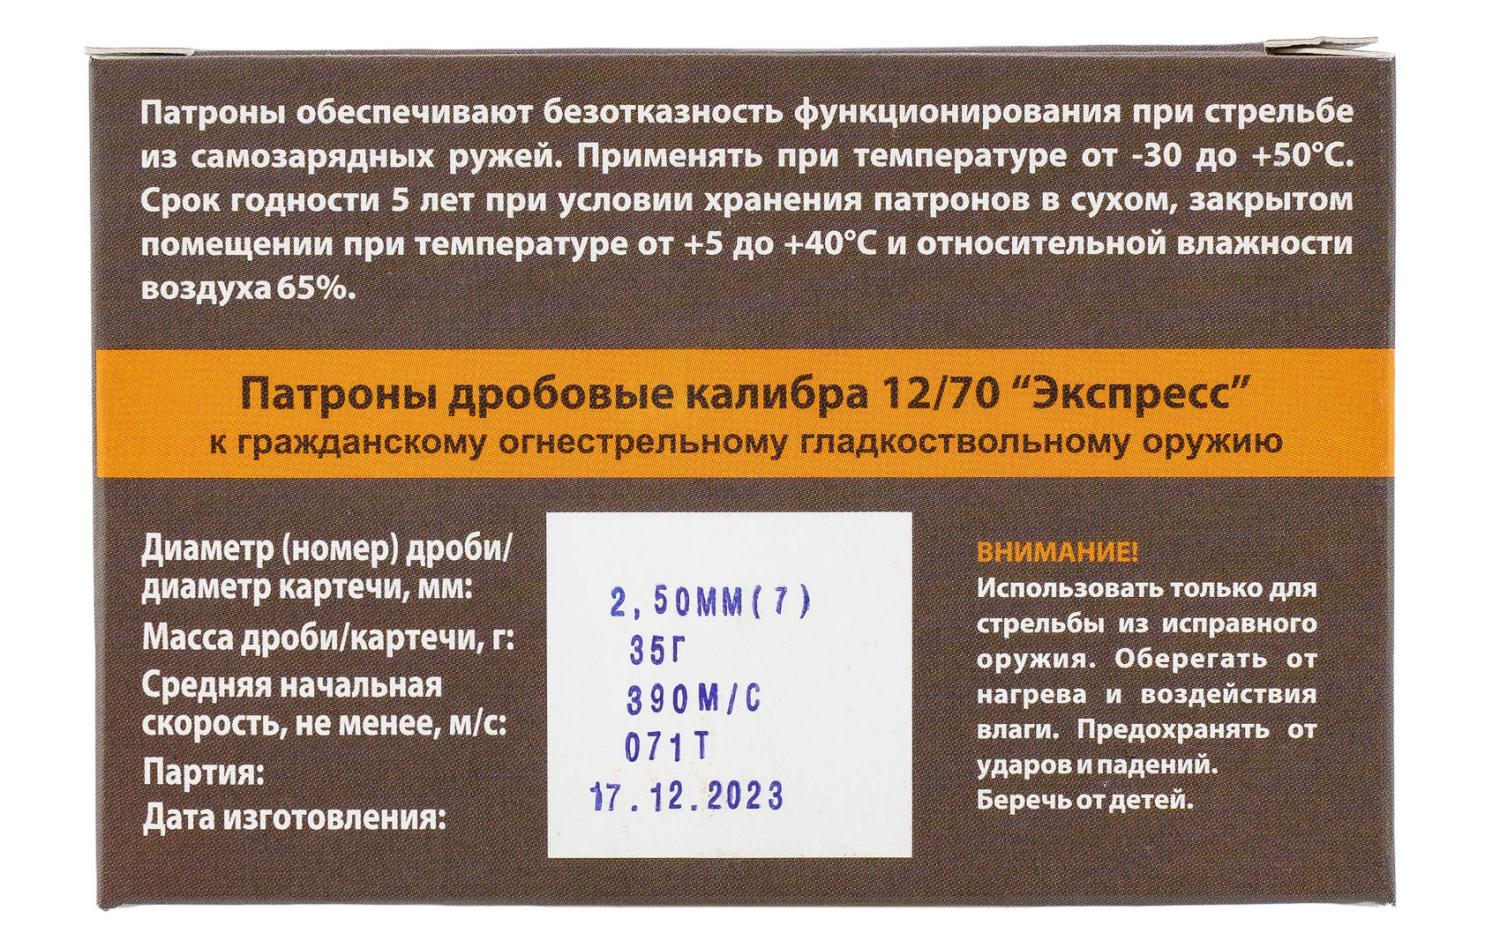 Патроны обеспечивают безотказность функционирования при стрельбе
из самозарядных ружей. Применять при температуре от -30 до +50°С.
Срок годности 5 лет при условии хранения патронов в сухом, закрытом
помещении при температуре от +5 до +40°С и относительной влажности
воздуха 65%.
Патроны дробовые калибра 12/70 “Экспресс”
к гражданскому огнестрельному гладкоствольному оружию
Диаметр (номер) дроби/
диаметр картечи, мм:
2,50ММ(7)
Масса дроби/картечи, г:
35Г
Средняя начальная
скорость, не менее, м/с:
390М/С
Партия:
071Т
Дата изготовления:
17.12.2023
ВНИМАНИЕ!
Использовать только для
стрельбы из исправного
оружия. Оберегать от
нагрева и воздействия
влаги. Предохранять от
ударов и падений.
Беречь от детей.